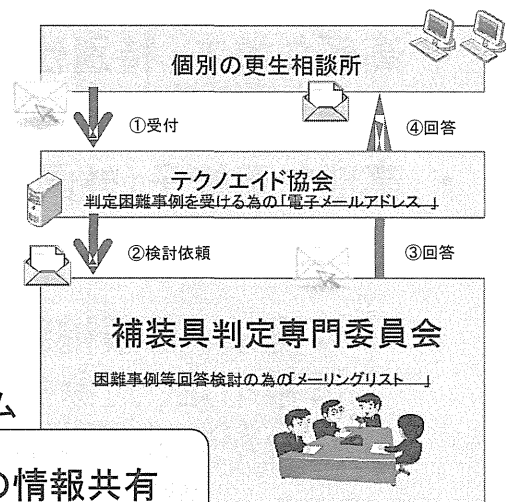 個別の更生相談所
①受付
④回答
テクノエイド協会
判定困難事例を受ける為の「電子メールアドレス 」
②検討依頼
③回答
補装具判定専門委員会
困難事例等回答検討の為の「メーリングリスト 」
ム
の情報共有